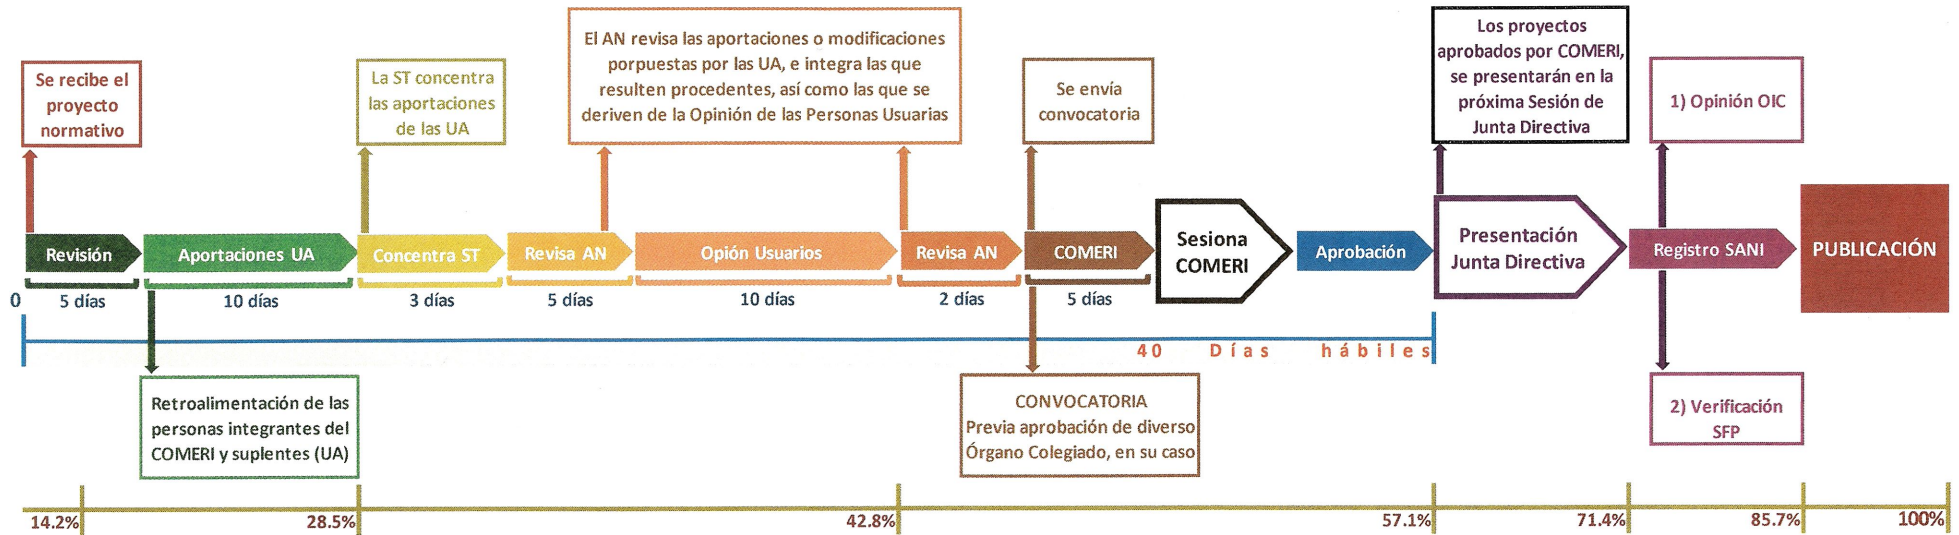 Se recibe el
proyecto
normativo
La ST concentra
las aportaciones
de las UA
El AN revisa las aportaciones o modificaciones
porpuestas por las UA, e integra las que
resulten procedentes, así como las que se
deriven de la Opinión de las Personas Usuarias
Se envía
convocatoria
Los proyectos
aprobados por COMERI,
se presentarán en la
próxima Sesión de
Junta Directiva
1) Opinión OIC
Revisión
Aportaciones UA
Concentra ST
Revisa AN
Opión Usuarios
Revisa AN
COMERI
Sesiona
COMERI
Aprobación
Presentación
Junta Directiva
Registro SANI
PUBLICACIÓN
0
5 días
10 días
3 días
5 días
10 días
2 días
5 días
40 Días hábiles
Retroalimentación de las
personas integrantes del
COMERI y suplentes (UA)
CONVOCATORIA
Previa aprobación de diverso
Órgano Colegiado, en su caso
2) Verificación
SFP
14.2%
28.5%
42.8%
57.1%
71.4%
85.7%
100%